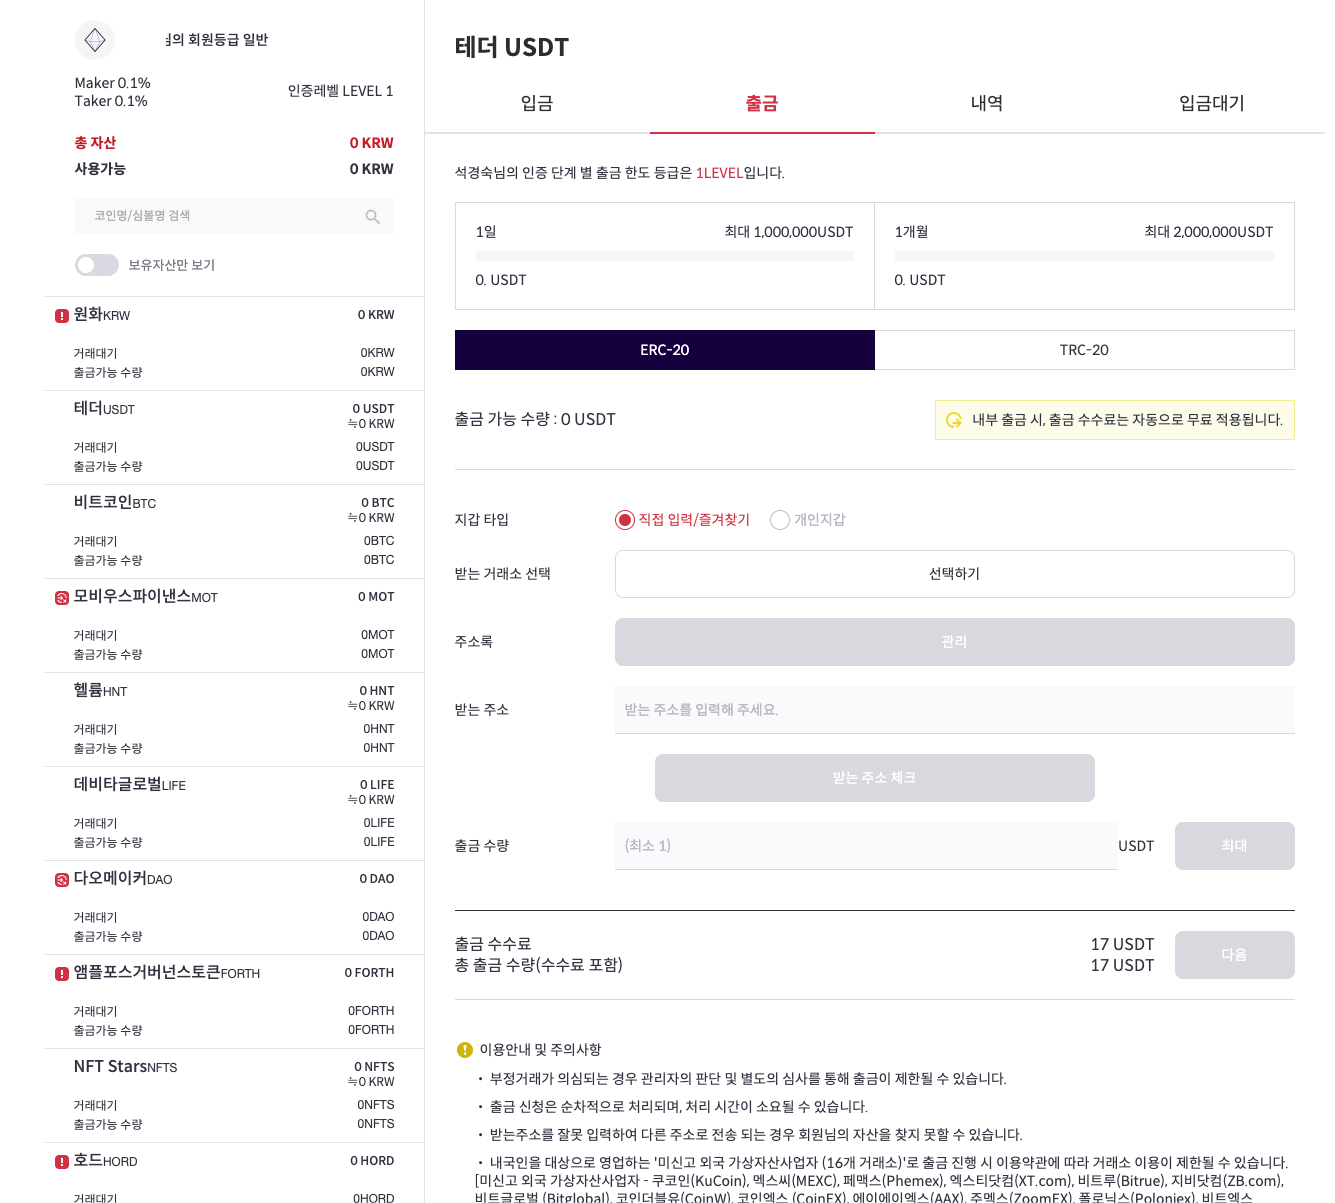 님의 회원등급 일반
Maker 0.1%
Taker 0.1%
인증레벨 LEVEL 1
총 자산 0 KRW
사용가능 0 KRW
코인명/심볼명 검색
보유자산만 보기
원화KRW 0 KRW
거래대기 0KRW
출금가능 수량 0KRW
테더USDT 0 USDT
≒0 KRW
거래대기 0USDT
출금가능 수량 0USDT
비트코인BTC 0 BTC
≒0 KRW
거래대기 0BTC
출금가능 수량 0BTC
모비우스파이낸스MOT 0 MOT
거래대기 0MOT
출금가능 수량 0MOT
헬륨HNT 0 HNT
≒0 KRW
거래대기 0HNT
출금가능 수량 0HNT
데비타글로벌LIFE 0 LIFE
≒0 KRW
거래대기 0LIFE
출금가능 수량 0LIFE
다오메이커DAO 0 DAO
거래대기 0DAO
출금가능 수량 0DAO
앰플포스거버넌스토큰FORTH 0 FORTH
거래대기 0FORTH
출금가능 수량 0FORTH
NFT StarsNFTS 0 NFTS
≒0 KRW
거래대기 0NFTS
출금가능 수량 0NFTS
호드HORD 0 HORD
거래대기 0HORD
테더 USDT
입금 출금 내역 입금대기
석경숙님의 인증 단계 별 출금 한도 등급은 1LEVEL입니다.
1일 최대 1,000,000USDT
0. USDT
1개월 최대 2,000,000USDT
0. USDT
ERC-20 TRC-20
출금 가능 수량 : 0 USDT
내부 출금 시, 출금 수수료는 자동으로 무료 적용됩니다.
지갑 타입 직접 입력/즐겨찾기 개인지갑
받는 거래소 선택 선택하기
주소록 관리
받는 주소 받는 주소를 입력해 주세요.
받는 주소 체크
출금 수량 (최소 1) USDT 최대
출금 수수료 17 USDT
총 출금 수량(수수료 포함) 17 USDT
다음
이용안내 및 주의사항
• 부정거래가 의심되는 경우 관리자의 판단 및 별도의 심사를 통해 출금이 제한될 수 있습니다.
• 출금 신청은 순차적으로 처리되며, 처리 시간이 소요될 수 있습니다.
• 받는주소를 잘못 입력하여 다른 주소로 전송 되는 경우 회원님의 자산을 찾지 못할 수 있습니다.
• 내국인을 대상으로 영업하는 '미신고 외국 가상자산사업자 (16개 거래소)'로 출금 진행 시 이용약관에 따라 거래소 이용이 제한될 수 있습니다.
[미신고 외국 가상자산사업자 - 쿠코인(KuCoin), 멕스씨(MEXC), 페맥스(Phemex), 엑스티닷컴(XT.com), 비트루(Bitrue), 지비닷컴(ZB.com),
비트글로벌 (Bitglobal), 코인더블유(CoinW), 코인엑스 (CoinEX), 에이에이엑스(AAX), 주멕스(ZoomEX), 폴로닉스(Poloniex), 비트엑스